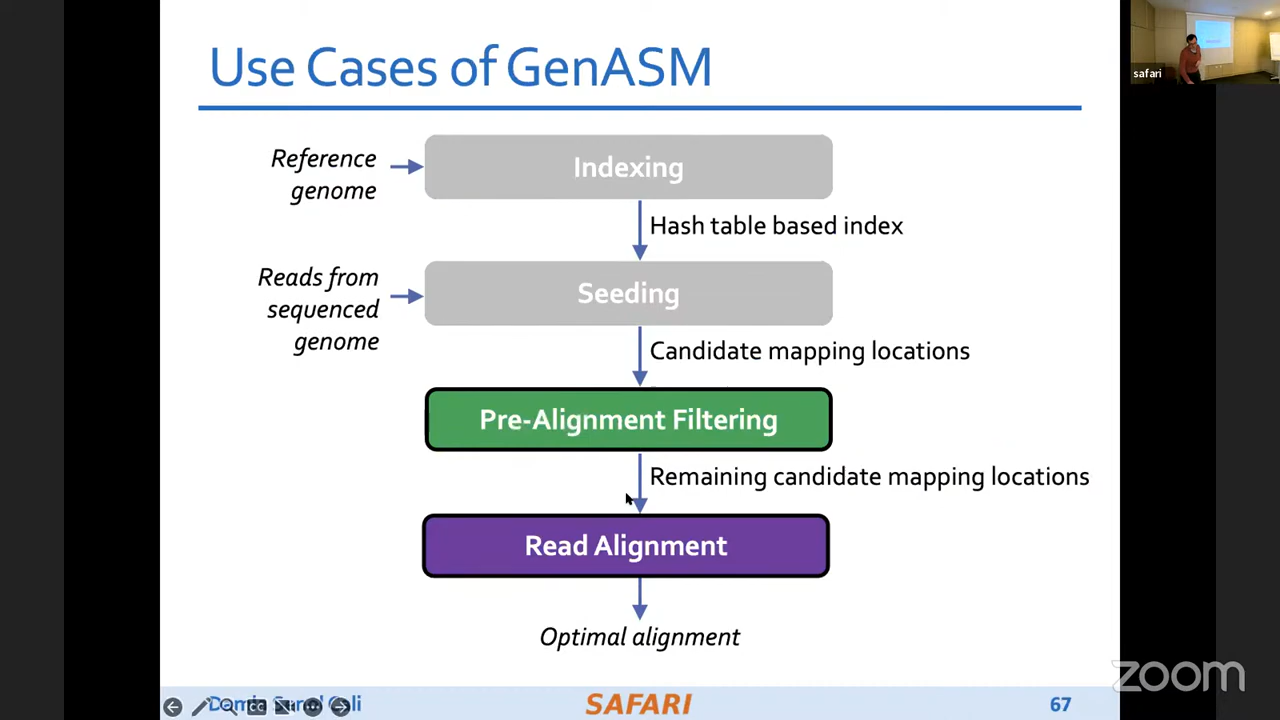 Use Cases of GenASM
safari
Reference
genome
Indexing
Hash table based index
Reads from
sequenced
genome
Seeding
Candidate mapping locations
Pre-Alignment Filtering
Remaining candidate mapping locations
Read Alignment
Optimal alignment
zoom
SAFARI
67